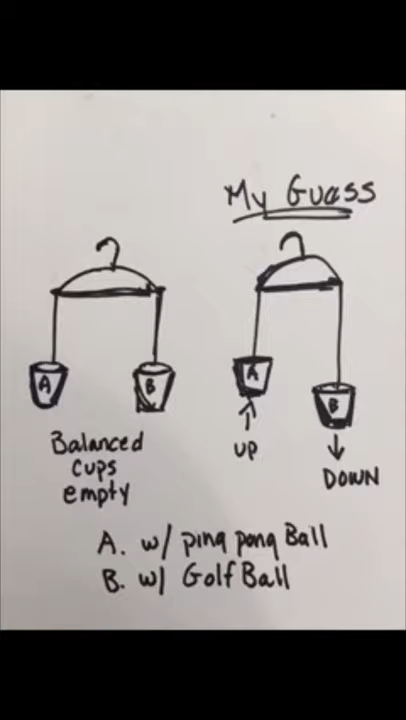 My Guess
A
B
A
B
UP
DOWN
Balanced
cups
empty
A. w/ ping pong Ball
B. w/ Golf Ball